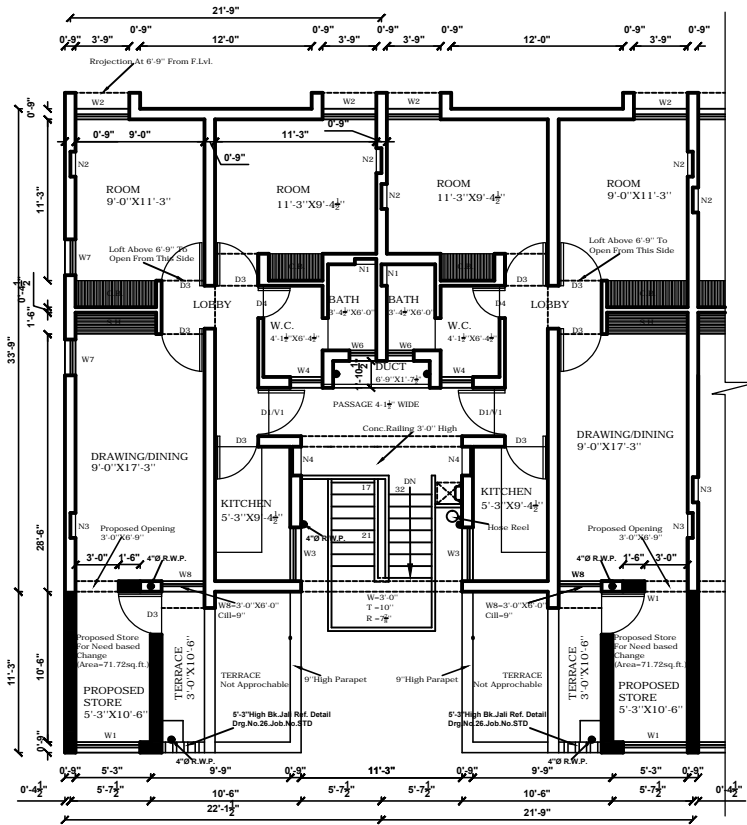 21'-9"
0'-9" 3'-9" 0'-9" 12'-0" 0'-9" 3'-9" 0'-9" 3'-9" 0'-9" 12'-0" 0'-9" 3'-9" 0'-9"
Rrojection At 6'-9" From F.Lvl.
W2 W2 W2 W2
0'-9"
0'-9" 9'-0" 11'-3" 0'-9"
0'-9"
N2 N2 N2 N2
ROOM
9'-0"X11'-3"
ROOM
11'-3"X9'-4½"
ROOM
11'-3"X9'-4½"
ROOM
9'-0"X11'-3"
11'-3"
W7
Loft Above 6'-9" To
Open From This Side
Loft Above 6'-9" To
Open From This Side
D3 D3 D3 D3
N1 N1
LOBBY
LOBBY
D4 D4
BATH
3'-4½"X6'-0"
BATH
3'-4½"X6'-0"
W.C.
4'-1½"X6'-4½"
W.C.
4'-1½"X6'-4½"
0'-4½"
1'-6"
33'-9"
D3 D3
W7
W6 W6
W4 W4
DUCT
6'-9"X1'-7½"
1'-10½"
PASSAGE 4'-1½" WIDE
D1/V1 D1/V1
Conc.Railing 3'-0" High
D3 D3
N4 N4
DRAWING/DINING
9'-0"X17'-3"
DRAWING/DINING
9'-0"X17'-3"
17 32 DN
KITCHEN
5'-3"X9'-4½"
KITCHEN
5'-3"X9'-4½"
N3 N3
Hose Reel
21
4"Ø R.W.P.
W3 W3
28'-6"
Proposed Opening
3'-0"X6'-9"
Proposed Opening
3'-0"X6'-9"
3'-0" 1'-6"
4"Ø R.W.P.
4"Ø R.W.P.
1'-6" 3'-0"
W8 W8
W8=3'-0"X6'-0"
Cill=9"
W=3'-0"
T =10"
R =7⅞"
W8=3'-0"X6'-0"
Cill=9"
W1
D3
Proposed Store
For Need based
Change
(Area=71.72sq.ft.)
Proposed Store
For Need based
Change
(Area=71.72sq.ft.)
TERRACE
3'-0"X10'-6"
TERRACE
3'-0"X10'-6"
TERRACE
Not Approchable
TERRACE
Not Approchable
9"High Parapet
9"High Parapet
11'-3"
10'-6"
PROPOSED
STORE
5'-3"X10'-6"
PROPOSED
STORE
5'-3"X10'-6"
5'-3"High Bk.Jali Ref. Detail
Drg.No.26.Job.No.STD
5'-3"High Bk.Jali Ref. Detail
Drg.No.26.Job.No.STD
0'-9"
W1 W1
4"Ø R.W.P.
4"Ø R.W.P.
0'-9" 5'-3" 9'-9" 0'-9" 11'-3" 0'-9" 9'-9" 5'-3" 0'-9"
0'-4½" 5'-7½" 10'-6" 5'-7½" 5'-7½" 10'-6" 5'-7½" 0'-4½"
22'-1½" 21'-9"